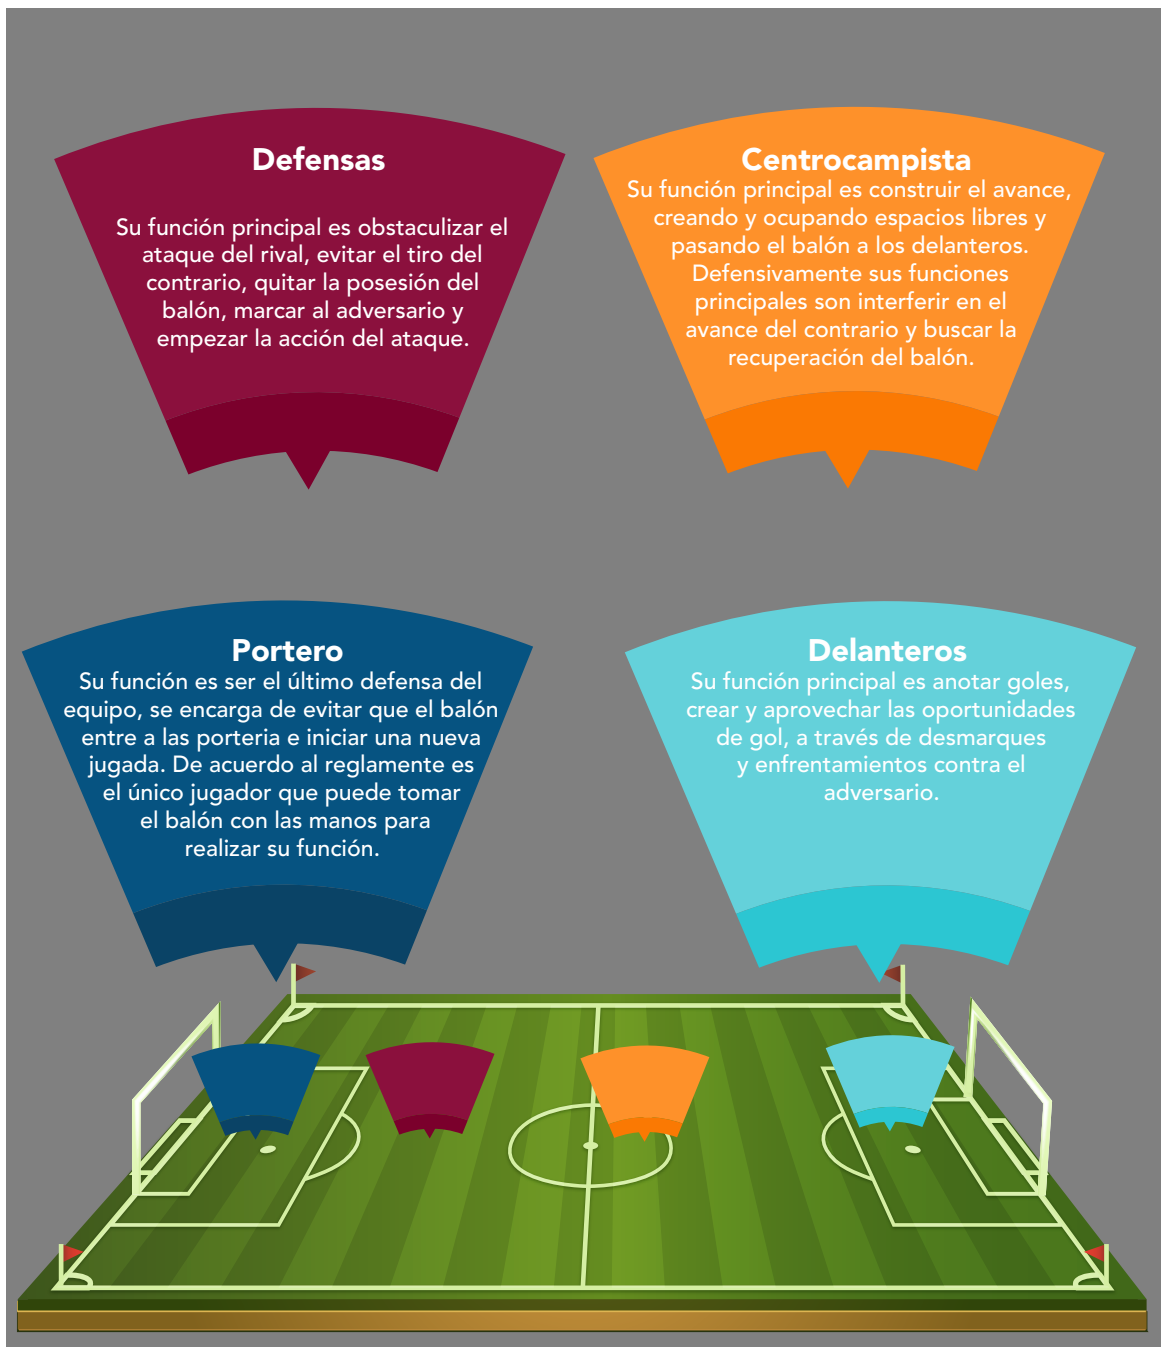 Defensas
Su función principal es obstaculizar el
ataque del rival, evitar el tiro del
contrario, quitar la posesión del
balón, marcar al adversario y
empezar la acción del ataque.
Centrocampista
Su función principal es construir el avance,
creando y ocupando espacios libres y
pasando el balón a los delanteros.
Defensivamente sus funciones
principales son interferir en el
avance del contrario y buscar la
recuperación del balón.
Portero
Su función es ser el último defensa del
equipo, se encarga de evitar que el balón
entre a las porteria e iniciar una nueva
jugada. De acuerdo al reglamente es
el único jugador que puede tomar
el balón con las manos para
realizar su función.
Delanteros
Su función principal es anotar goles,
crear y aprovechar las oportunidades
de gol, a través de desmarques
y enfrentamientos contra el
adversario.